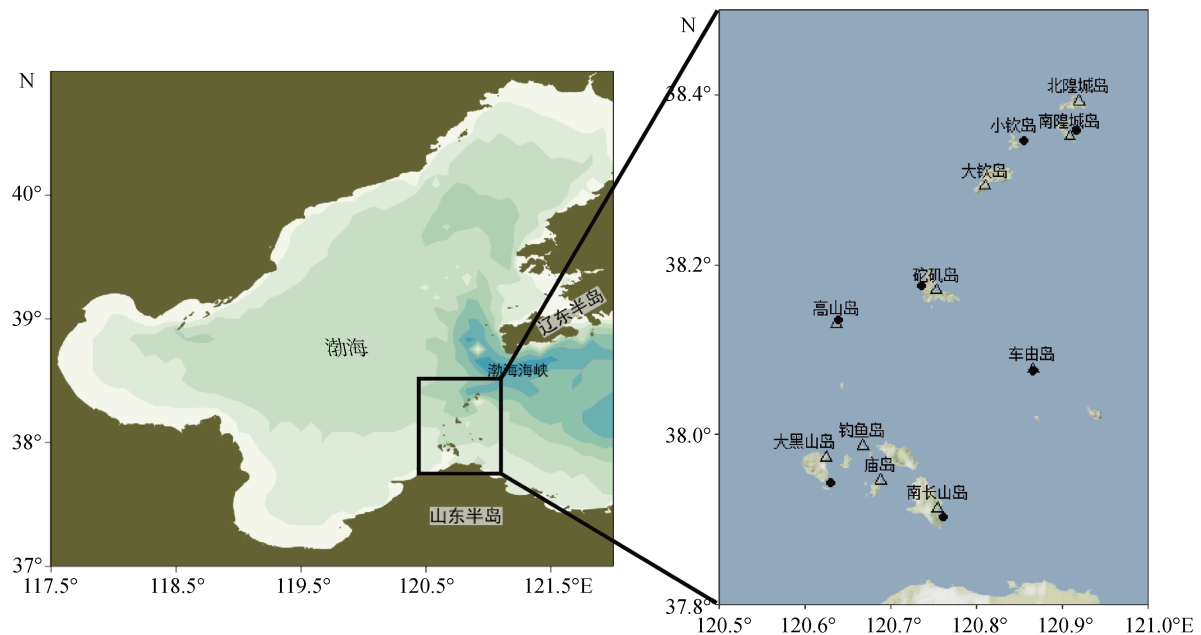 N
40°
39°
38°
37°
117.5°
118.5°
119.5°
120.5°
121.5°E
渤海
辽东半岛
渤海海峡
山东半岛
N
38.4°
38.2°
38.0°
37.8°
120.5°
120.6°
120.7°
120.8°
120.9°
121.0°E
北隍城岛
南隍城岛
小钦岛
大钦岛
砣矶岛
高山岛
车由岛
钓鱼岛
大黑山岛
庙岛
南长山岛